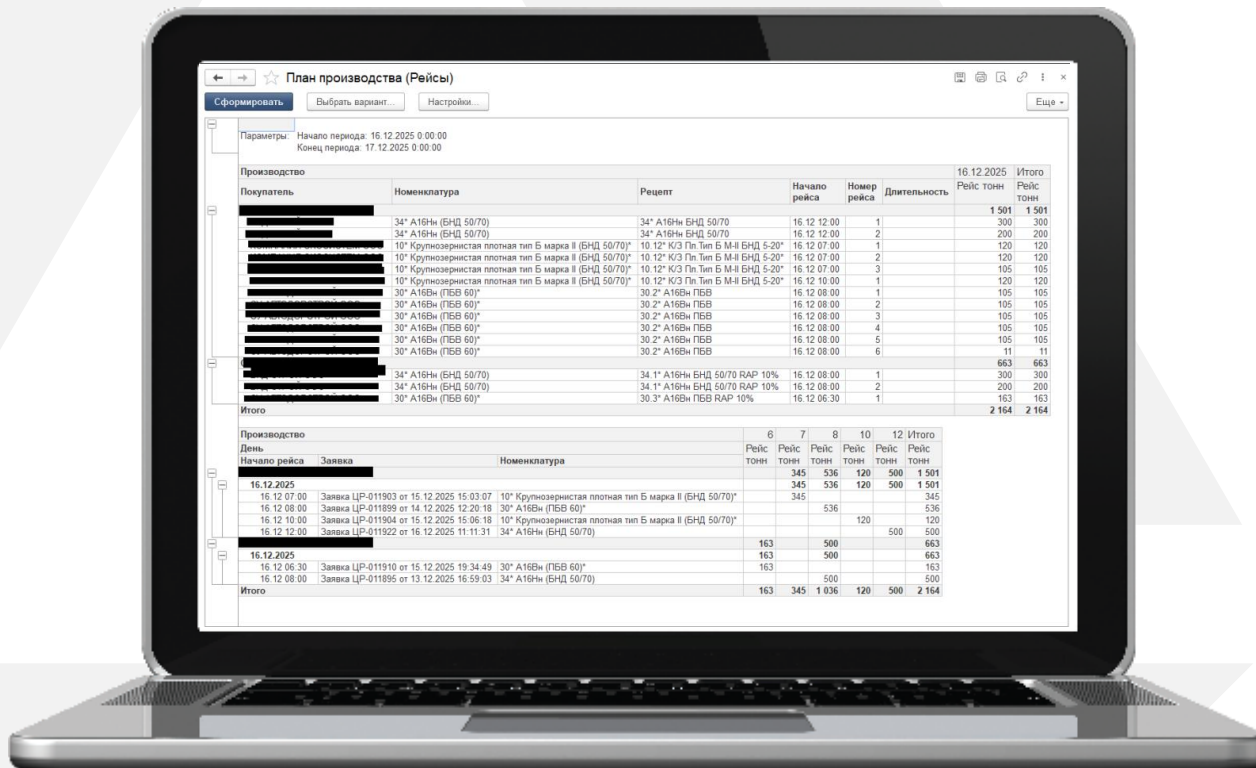 План производства (Рейсы)
Сформировать Выбрать вариант... Настройки... Еще
Параметры: Начало периода: 16.12.2025 0:00:00
Конец периода: 17.12.2025 0:00:00
Производство 16.12.2025 Итого
Покупатель Номенклатура Рецепт Начало рейса Номер рейса Длительность Рейс тонн Рейс тонн
1 501 1 501
34* А16Нн (БНД 50/70) 34* А16Нн БНД 50/70 16.12 12:00 1 300 300
34* А16Нн (БНД 50/70) 34* А16Нн БНД 50/70 16.12 12:00 2 200 200
10* Крупнозернистая плотная тип Б марка II (БНД 50/70)* 10.12* К/З Пл.Тип Б М-II БНД 5-20* 16.12 07:00 1 120 120
10* Крупнозернистая плотная тип Б марка II (БНД 50/70)* 10.12* К/З Пл.Тип Б М-II БНД 5-20* 16.12 07:00 2 120 120
10* Крупнозернистая плотная тип Б марка II (БНД 50/70)* 10.12* К/З Пл.Тип Б М-II БНД 5-20* 16.12 07:00 3 105 105
10* Крупнозернистая плотная тип Б марка II (БНД 50/70)* 10.12* К/З Пл.Тип Б М-II БНД 5-20* 16.12 10:00 1 120 120
30* А16Вн (ПБВ 60)* 30.2* А16Вн ПБВ 16.12 08:00 1 105 105
30* А16Вн (ПБВ 60)* 30.2* А16Вн ПБВ 16.12 08:00 2 105 105
30* А16Вн (ПБВ 60)* 30.2* А16Вн ПБВ 16.12 08:00 3 105 105
30* А16Вн (ПБВ 60)* 30.2* А16Вн ПБВ 16.12 08:00 4 105 105
30* А16Вн (ПБВ 60)* 30.2* А16Вн ПБВ 16.12 08:00 5 105 105
30* А16Вн (ПБВ 60)* 30.2* А16Вн ПБВ 16.12 08:00 6 11 11
663 663
34* А16Нн (БНД 50/70) 34.1* А16Нн БНД 50/70 RAP 10% 16.12 08:00 1 300 300
34* А16Нн (БНД 50/70) 34.1* А16Нн БНД 50/70 RAP 10% 16.12 08:00 2 200 200
30* А16Вн (ПБВ 60)* 30.3* А16Вн ПБВ RAP 10% 16.12 06:30 1 163 163
Итого 2 164 2 164
Производство 6 7 8 10 12 Итого
День Рейс Рейс Рейс Рейс Рейс Рейс
Начало рейса Заявка Номенклатура тонн тонн тонн тонн тонн тонн
345 536 120 500 1 501
16.12.2025 345 536 120 500 1 501
16.12 07:00 Заявка ЦР-011903 от 15.12.2025 15:03:07 10* Крупнозернистая плотная тип Б марка II (БНД 50/70)* 345 345
16.12 08:00 Заявка ЦР-011899 от 14.12.2025 12:20:18 30* А16Вн (ПБВ 60)* 536 536
16.12 10:00 Заявка ЦР-011904 от 15.12.2025 15:06:18 10* Крупнозернистая плотная тип Б марка II (БНД 50/70)* 120 120
16.12 12:00 Заявка ЦР-011922 от 16.12.2025 11:11:31 34* А16Нн (БНД 50/70) 500 500
163 500 663
16.12.2025 163 500 663
16.12 06:30 Заявка ЦР-011910 от 15.12.2025 19:34:49 30* А16Вн (ПБВ 60)* 163 163
16.12 08:00 Заявка ЦР-011895 от 13.12.2025 16:59:03 34* А16Нн (БНД 50/70) 500 500
Итого 163 345 1 036 120 500 2 164